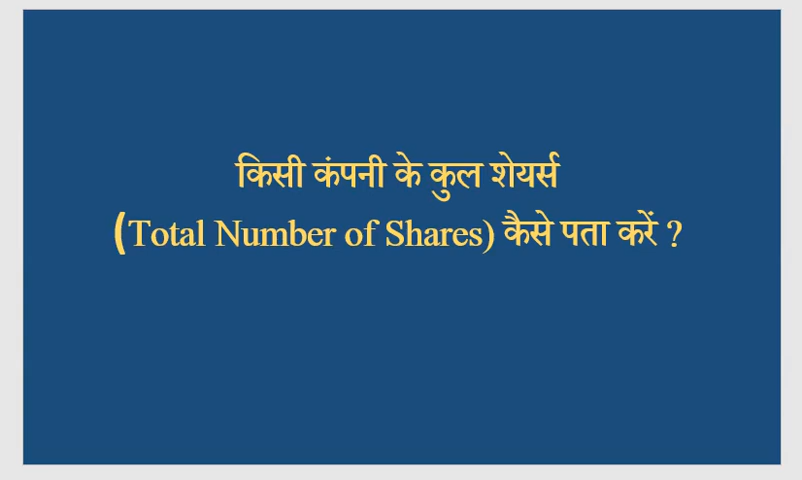 किसी कंपनी के कुल शेयर्स
(Total Number of Shares) कैसे पता करें ?